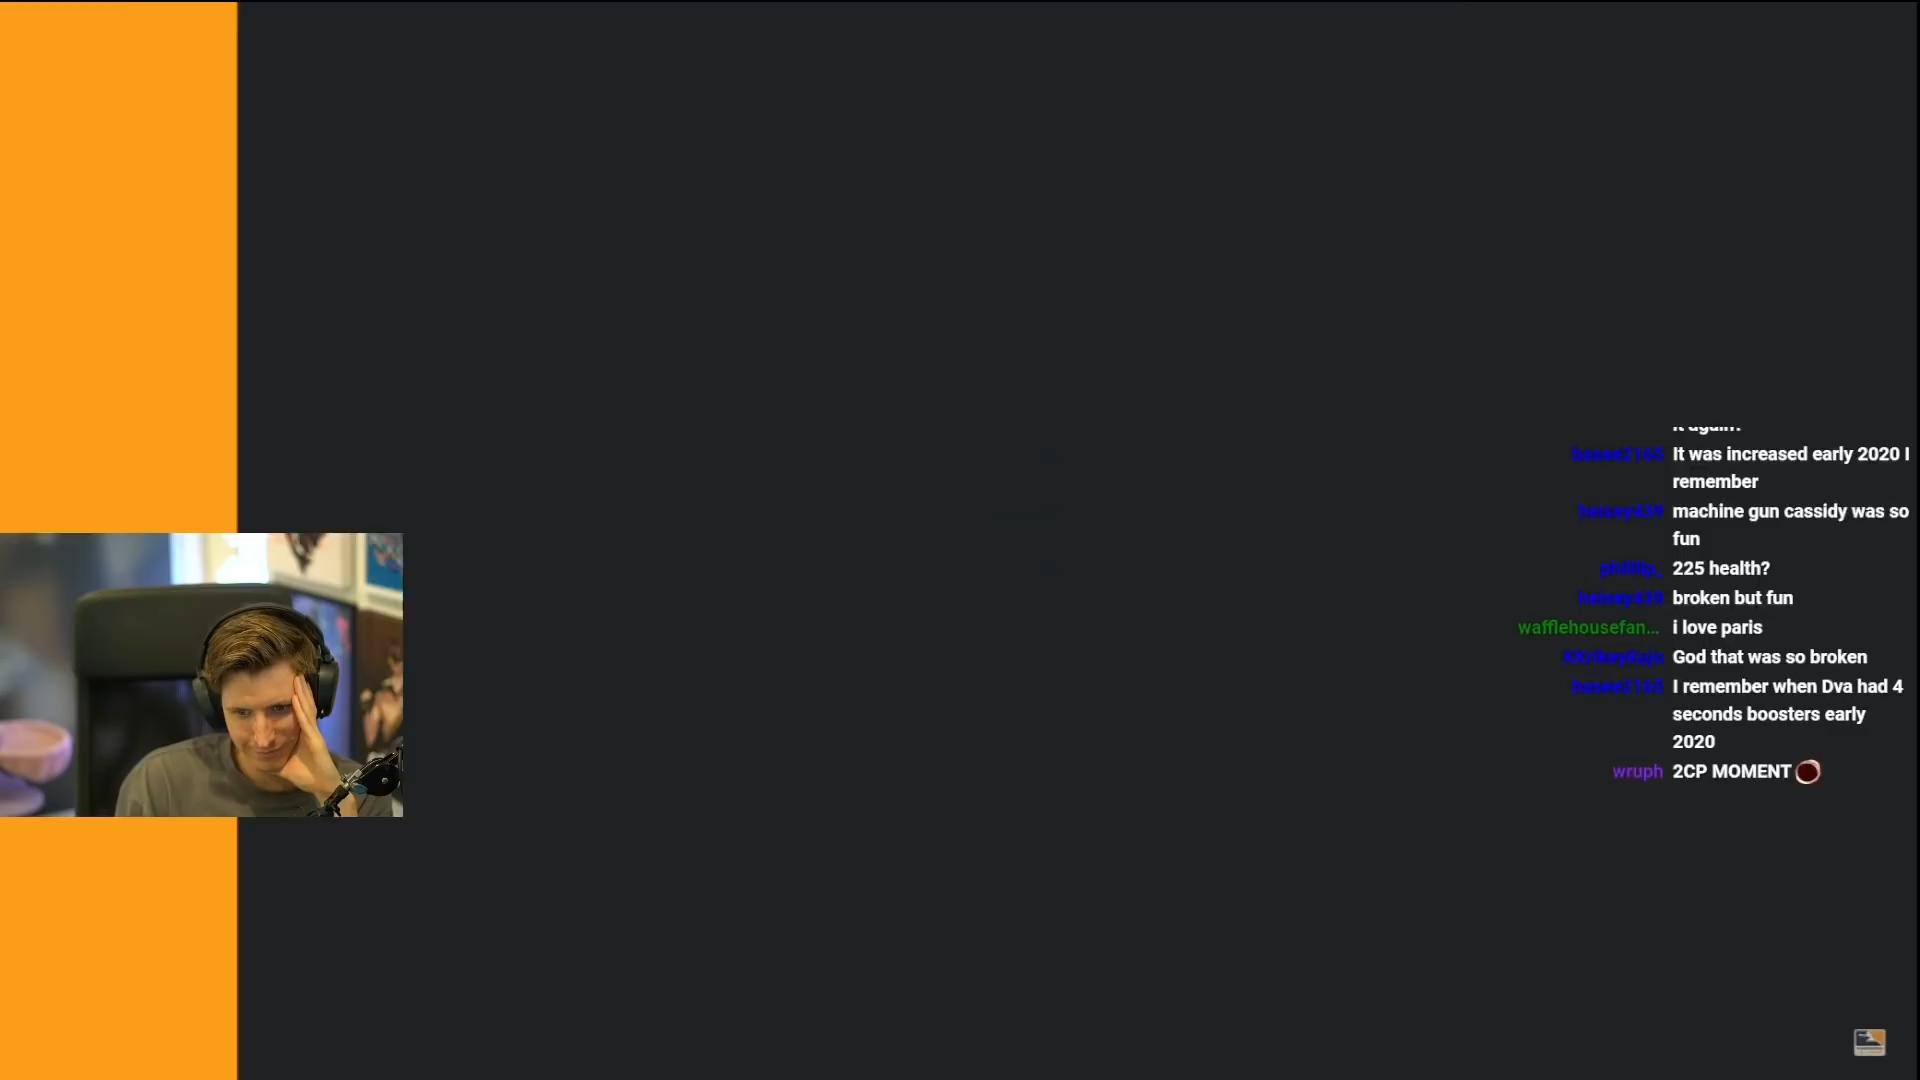 It was increased early 2020 I
remember
machine gun cassidy was so
fun
225 health?
broken but fun
wafflehousefan... i love paris
God that was so broken
I remember when Dva had 4
seconds boosters early
2020
wruph 2CP MOMENT